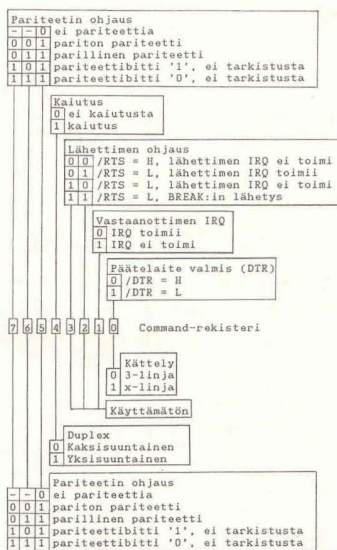 Pariteetin ohjaus
- - 0 ei pariteettia
0 0 1 pariton pariteetti
0 1 1 parillinen pariteetti
1 0 1 pariteettibitti '1', ei tarkistusta
1 1 1 pariteettibitti '0', ei tarkistusta
Kaiutus
0 ei kaiutusta
1 kaiutus
Lähettimen ohjaus
0 0 /RTS = H, lähettimen IRQ ei toimi
0 1 /RTS = L, lähettimen IRQ toimii
1 0 /RTS = L, lähettimen IRQ ei toimi
1 1 /RTS = L, BREAK:in lähetys
Vastaanottimen IRQ
0 IRQ toimii
1 IRQ ei toimi
Päätelaite valmis (DTR)
0 /DTR = H
1 /DTR = L
7 6 5 4 3 2 1 0 Command-rekisteri
Kättely
0 3-linja
1 x-linja
Käyttämätön
Duplex
0 Kaksisuuntainen
1 Yksisuuntainen
Pariteetin ohjaus
- - 0 ei pariteettia
0 0 1 pariton pariteetti
0 1 1 parillinen pariteetti
1 0 1 pariteettibitti '1', ei tarkistusta
1 1 1 pariteettibitti '0', ei tarkistusta